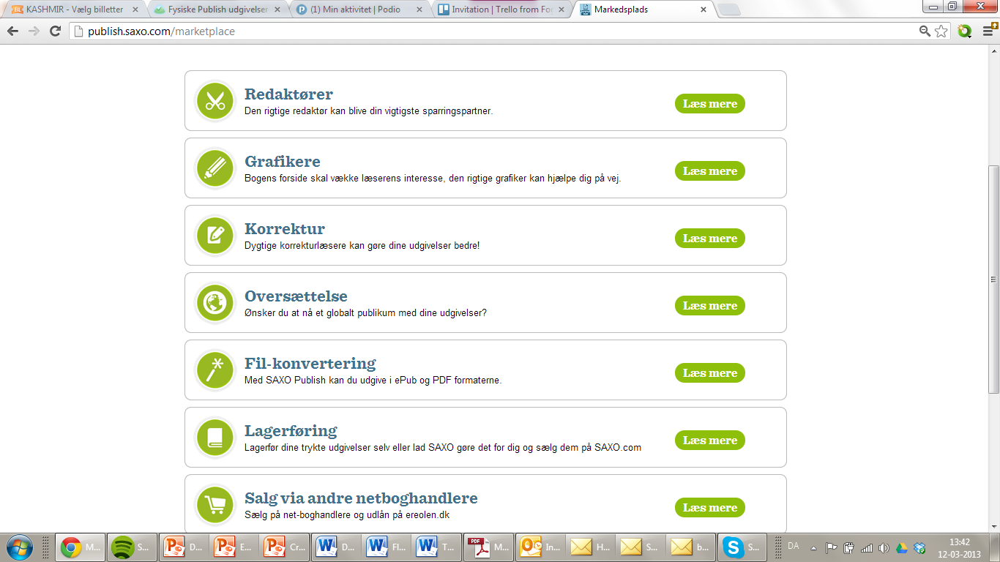 KASHMIR - Vælg billetter
Fysiske Publish udgivelser
(1) Min aktivitet | Podio
Invitation | Trello from Fog
Markedsplads
publish.saxo.com/marketplace
Redaktører
Den rigtige redaktør kan blive din vigtigste sparringspartner.
Læs mere
Grafikere
Bogens forside skal vække læserens interesse, den rigtige grafiker kan hjælpe dig på vej.
Læs mere
Korrektur
Dygtige korrekturlæsere kan gøre dine udgivelser bedre!
Læs mere
Oversættelse
Ønsker du at nå et globalt publikum med dine udgivelser?
Læs mere
Fil-konvertering
Med SAXO Publish kan du udgive i ePub og PDF formaterne.
Læs mere
Lagerføring
Lagerfør dine trykte udgivelser selv eller lad SAXO gøre det for dig og sælg dem på SAXO.com
Læs mere
Salg via andre netboghandlere
Sælg på net-boghandlere og udlån på ereolen.dk
Læs mere
M... S... D... E... Cr... D... Fl... T... PDF M... In... H... S... b... S... DA 13:42
12-03-2013